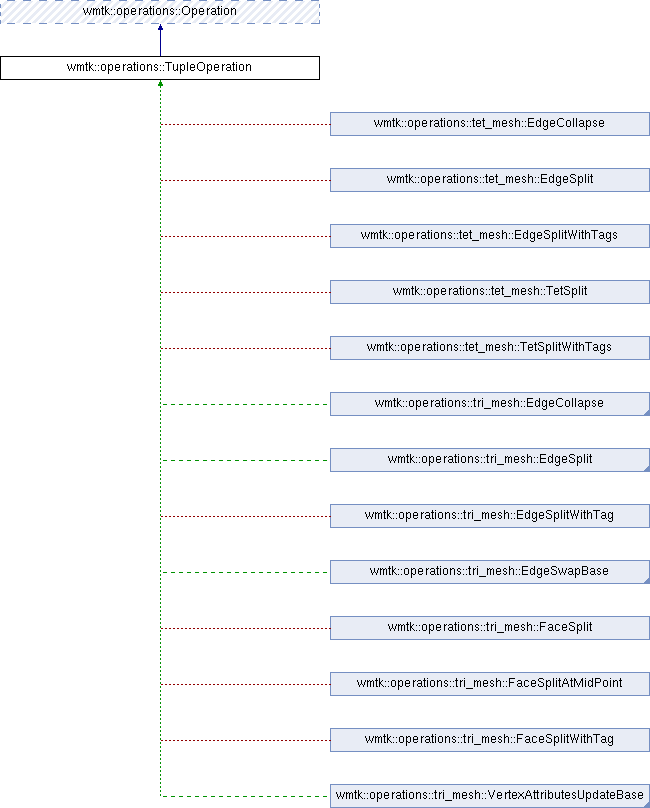 wmtk::operations::Operation
wmtk::operations::TupleOperation
wmtk::operations::tet_mesh::EdgeCollapse
wmtk::operations::tet_mesh::EdgeSplit
wmtk::operations::tet_mesh::EdgeSplitWithTags
wmtk::operations::tet_mesh::TetSplit
wmtk::operations::tet_mesh::TetSplitWithTags
wmtk::operations::tri_mesh::EdgeCollapse
wmtk::operations::tri_mesh::EdgeSplit
wmtk::operations::tri_mesh::EdgeSplitWithTag
wmtk::operations::tri_mesh::EdgeSwapBase
wmtk::operations::tri_mesh::FaceSplit
wmtk::operations::tri_mesh::FaceSplitAtMidPoint
wmtk::operations::tri_mesh::FaceSplitWithTag
wmtk::operations::tri_mesh::VertexAttributesUpdateBase